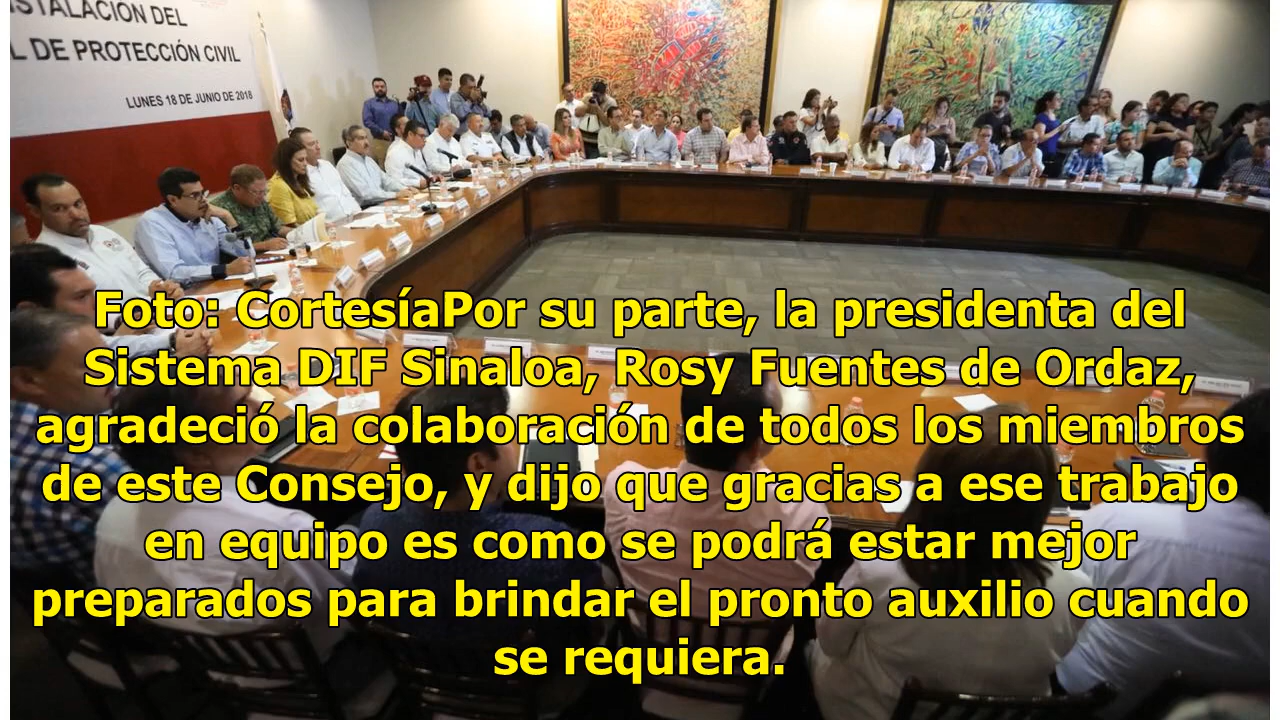 STALACIÓN DEL
L DE PROTECCIÓN CIVIL
LUNES 18 DE JUNIO DE 2018
Foto: CortesíaPor su parte, la presidenta del
Sistema DIF Sinaloa, Rosy Fuentes de Ordaz,
agradeció la colaboración de todos los miembros
de este Consejo, y dijo que gracias a ese trabajo
en equipo es como se podrá estar mejor
preparados para brindar el pronto auxilio cuando
se requiera.